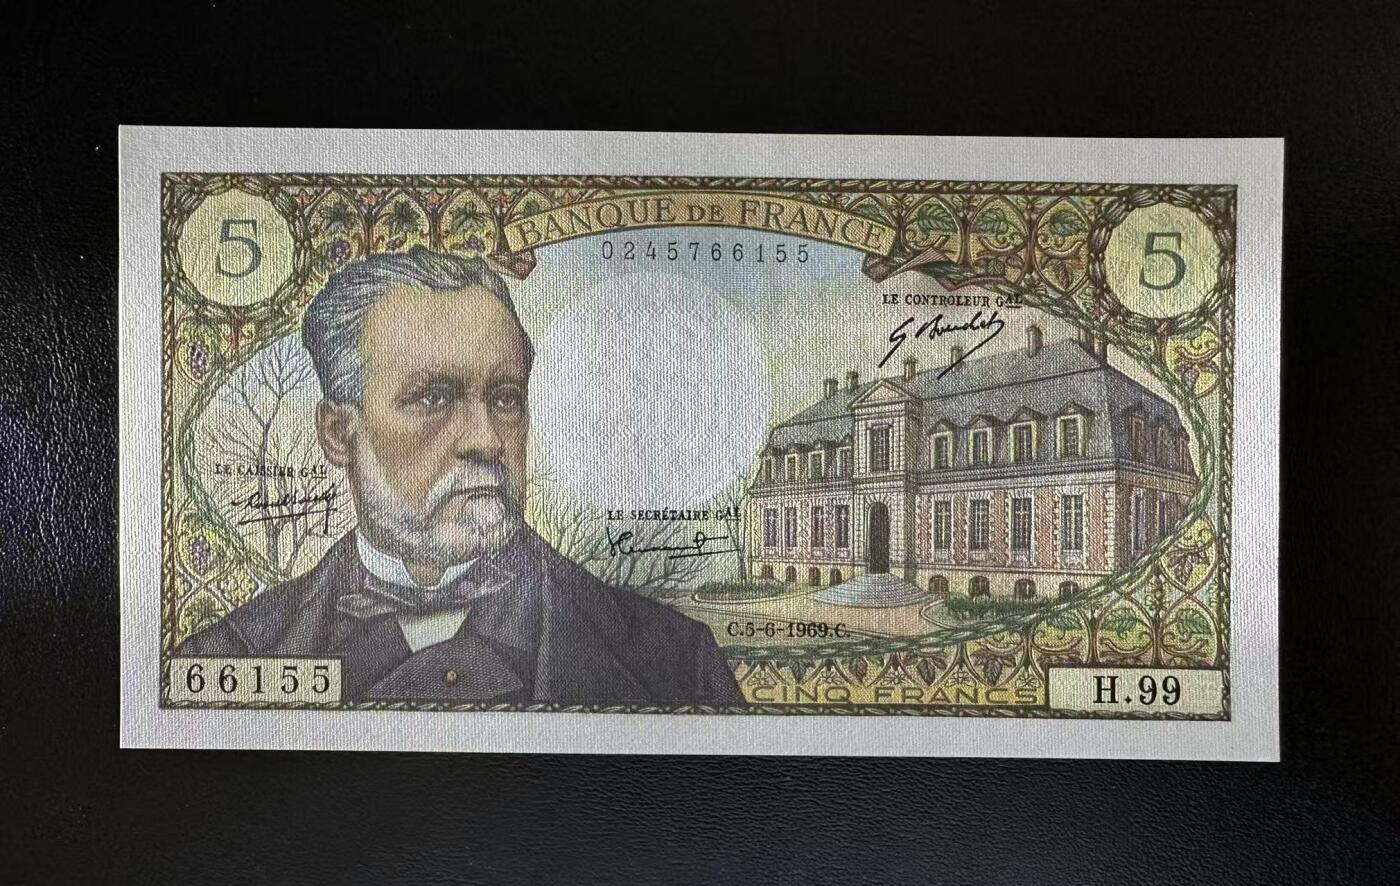 5
BANQUE DE FRANCE
5
0245766155
LE CONTROLEUR GAL
LE CAISSIER GAL
LE SECRÉTAIRE GAL
C.5-6-1969.C.
66155
CINQ FRANCS
H.99